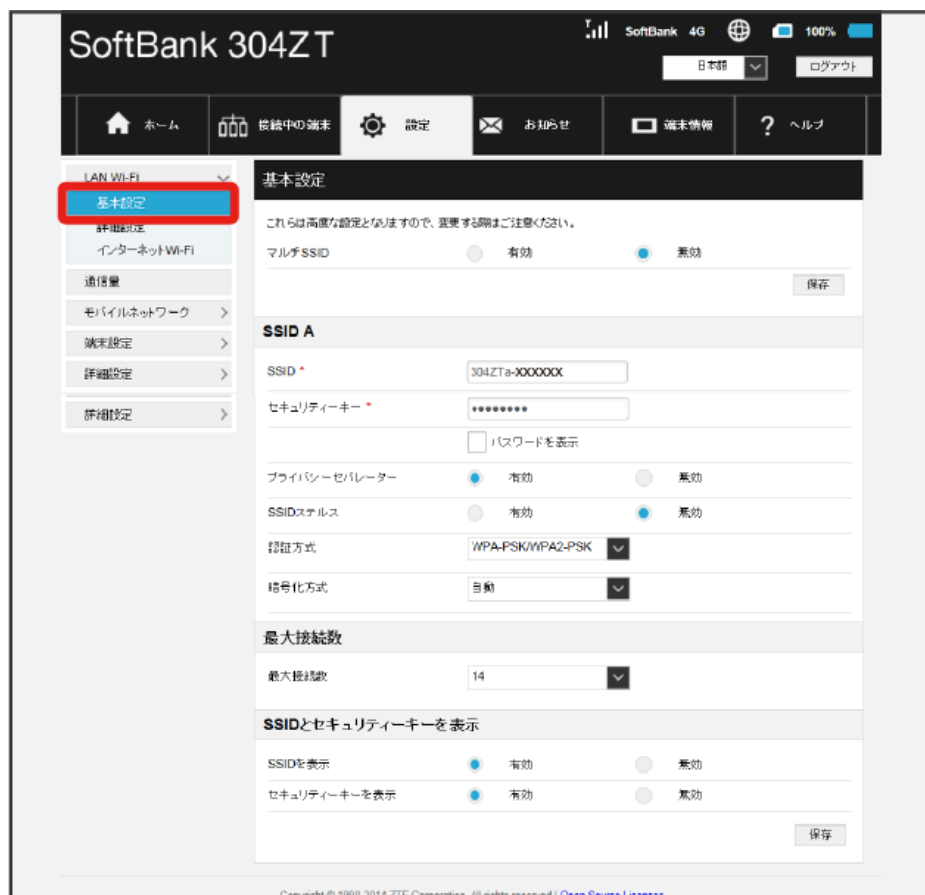 SoftBank 304ZT
SoftBank 4G 100%
日本語 ログアウト
ホーム 接続中の端末 設定 お知らせ 端末情報 ? ヘルプ
LAN Wi-Fi
基本設定
詳細設定
インターネットWi-Fi
通信量
モバイルネットワーク
端末設定
詳細設定
詳細設定
基本設定
これらは高度な設定となりますので、変更する際はご注意ください。
マルチSSID 有効 無効
保存
SSID A
SSID * 304ZTa-XXXXXX
セキュリティーキー * ••••••••
パスワードを表示
プライバシーセパレーター 有効 無効
SSIDステルス 有効 無効
認証方式 WPA-PSK/WPA2-PSK
暗号化方式 自動
最大接続数
最大接続数 14
SSIDとセキュリティーキーを表示
SSIDを表示 有効 無効
セキュリティーキーを表示 有効 無効
保存
Copyright © 1998-2014 ZTE Corporation. All rights reserved | Open Source Licenses